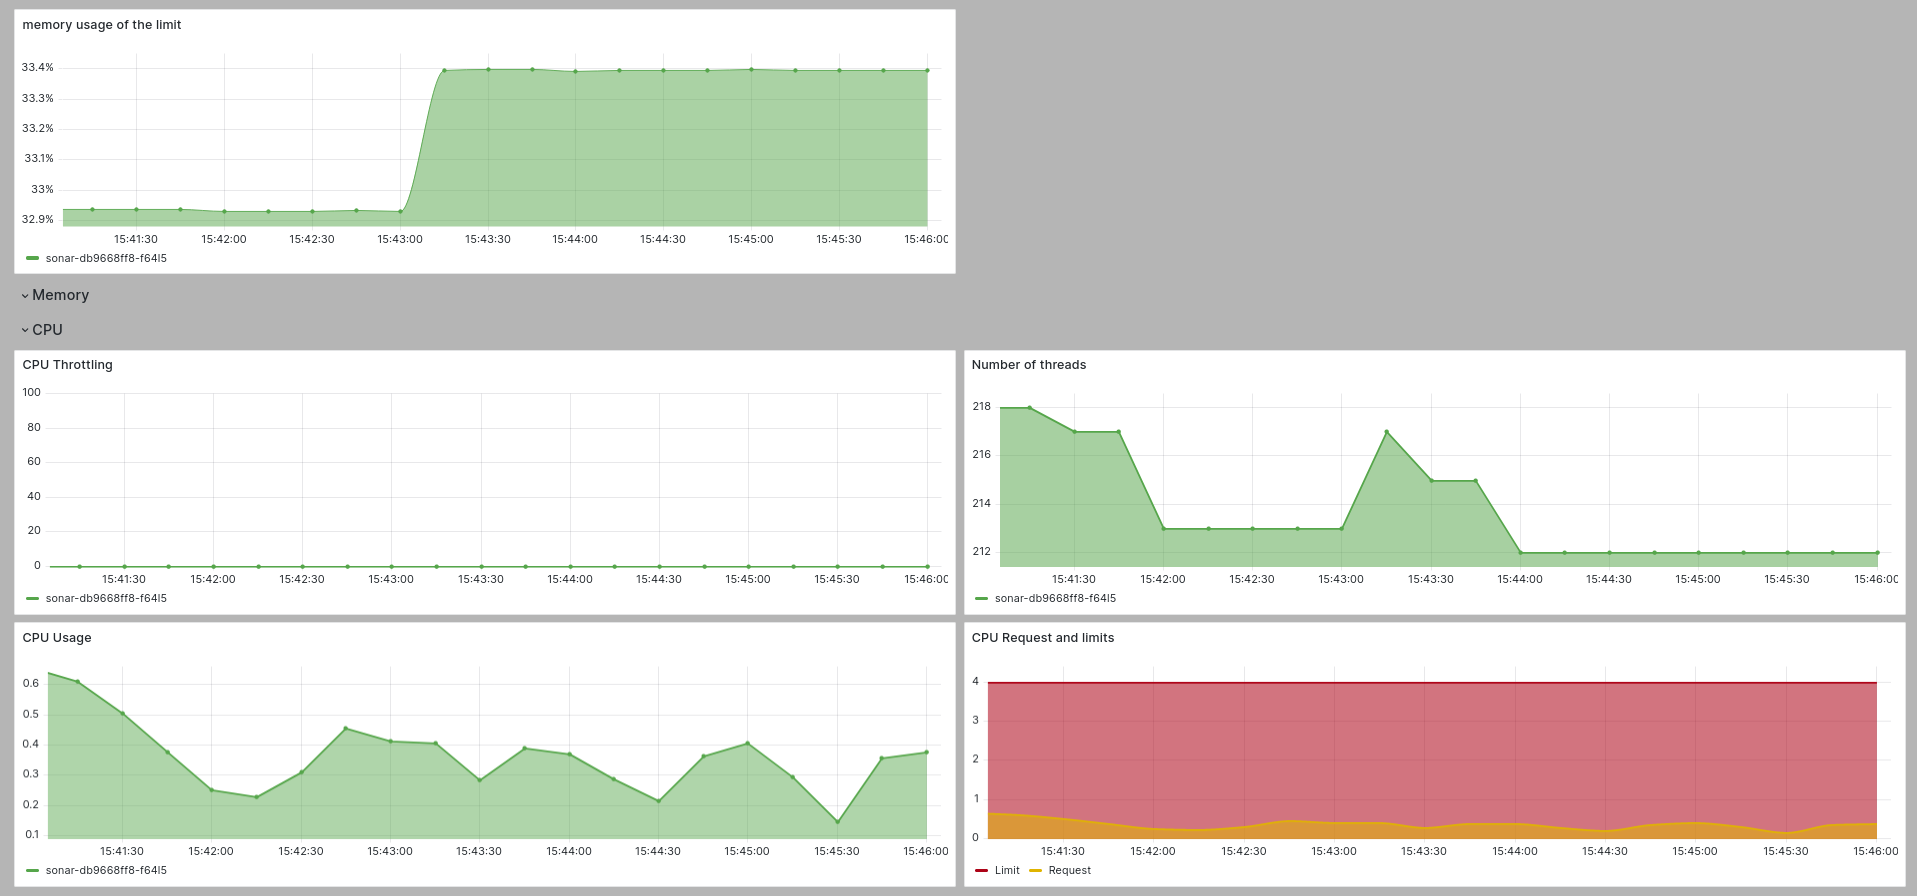 memory usage of the limit
33.4%
33.3%
33.2%
33.1%
33%
32.9%
15:41:30 15:42:00 15:42:30 15:43:00 15:43:30 15:44:00 15:44:30 15:45:00 15:45:30 15:46:00
sonar-db9668ff8-f64l5
Memory
CPU
CPU Throttling
100
80
60
40
20
0
15:41:30 15:42:00 15:42:30 15:43:00 15:43:30 15:44:00 15:44:30 15:45:00 15:45:30 15:46:00
sonar-db9668ff8-f64l5
Number of threads
218
216
214
212
15:41:30 15:42:00 15:42:30 15:43:00 15:43:30 15:44:00 15:44:30 15:45:00 15:45:30 15:46:00
sonar-db9668ff8-f64l5
CPU Usage
0.6
0.5
0.4
0.3
0.2
0.1
15:41:30 15:42:00 15:42:30 15:43:00 15:43:30 15:44:00 15:44:30 15:45:00 15:45:30 15:46:00
sonar-db9668ff8-f64l5
CPU Request and limits
4
3
2
1
0
15:41:30 15:42:00 15:42:30 15:43:00 15:43:30 15:44:00 15:44:30 15:45:00 15:45:30 15:46:00
Limit Request